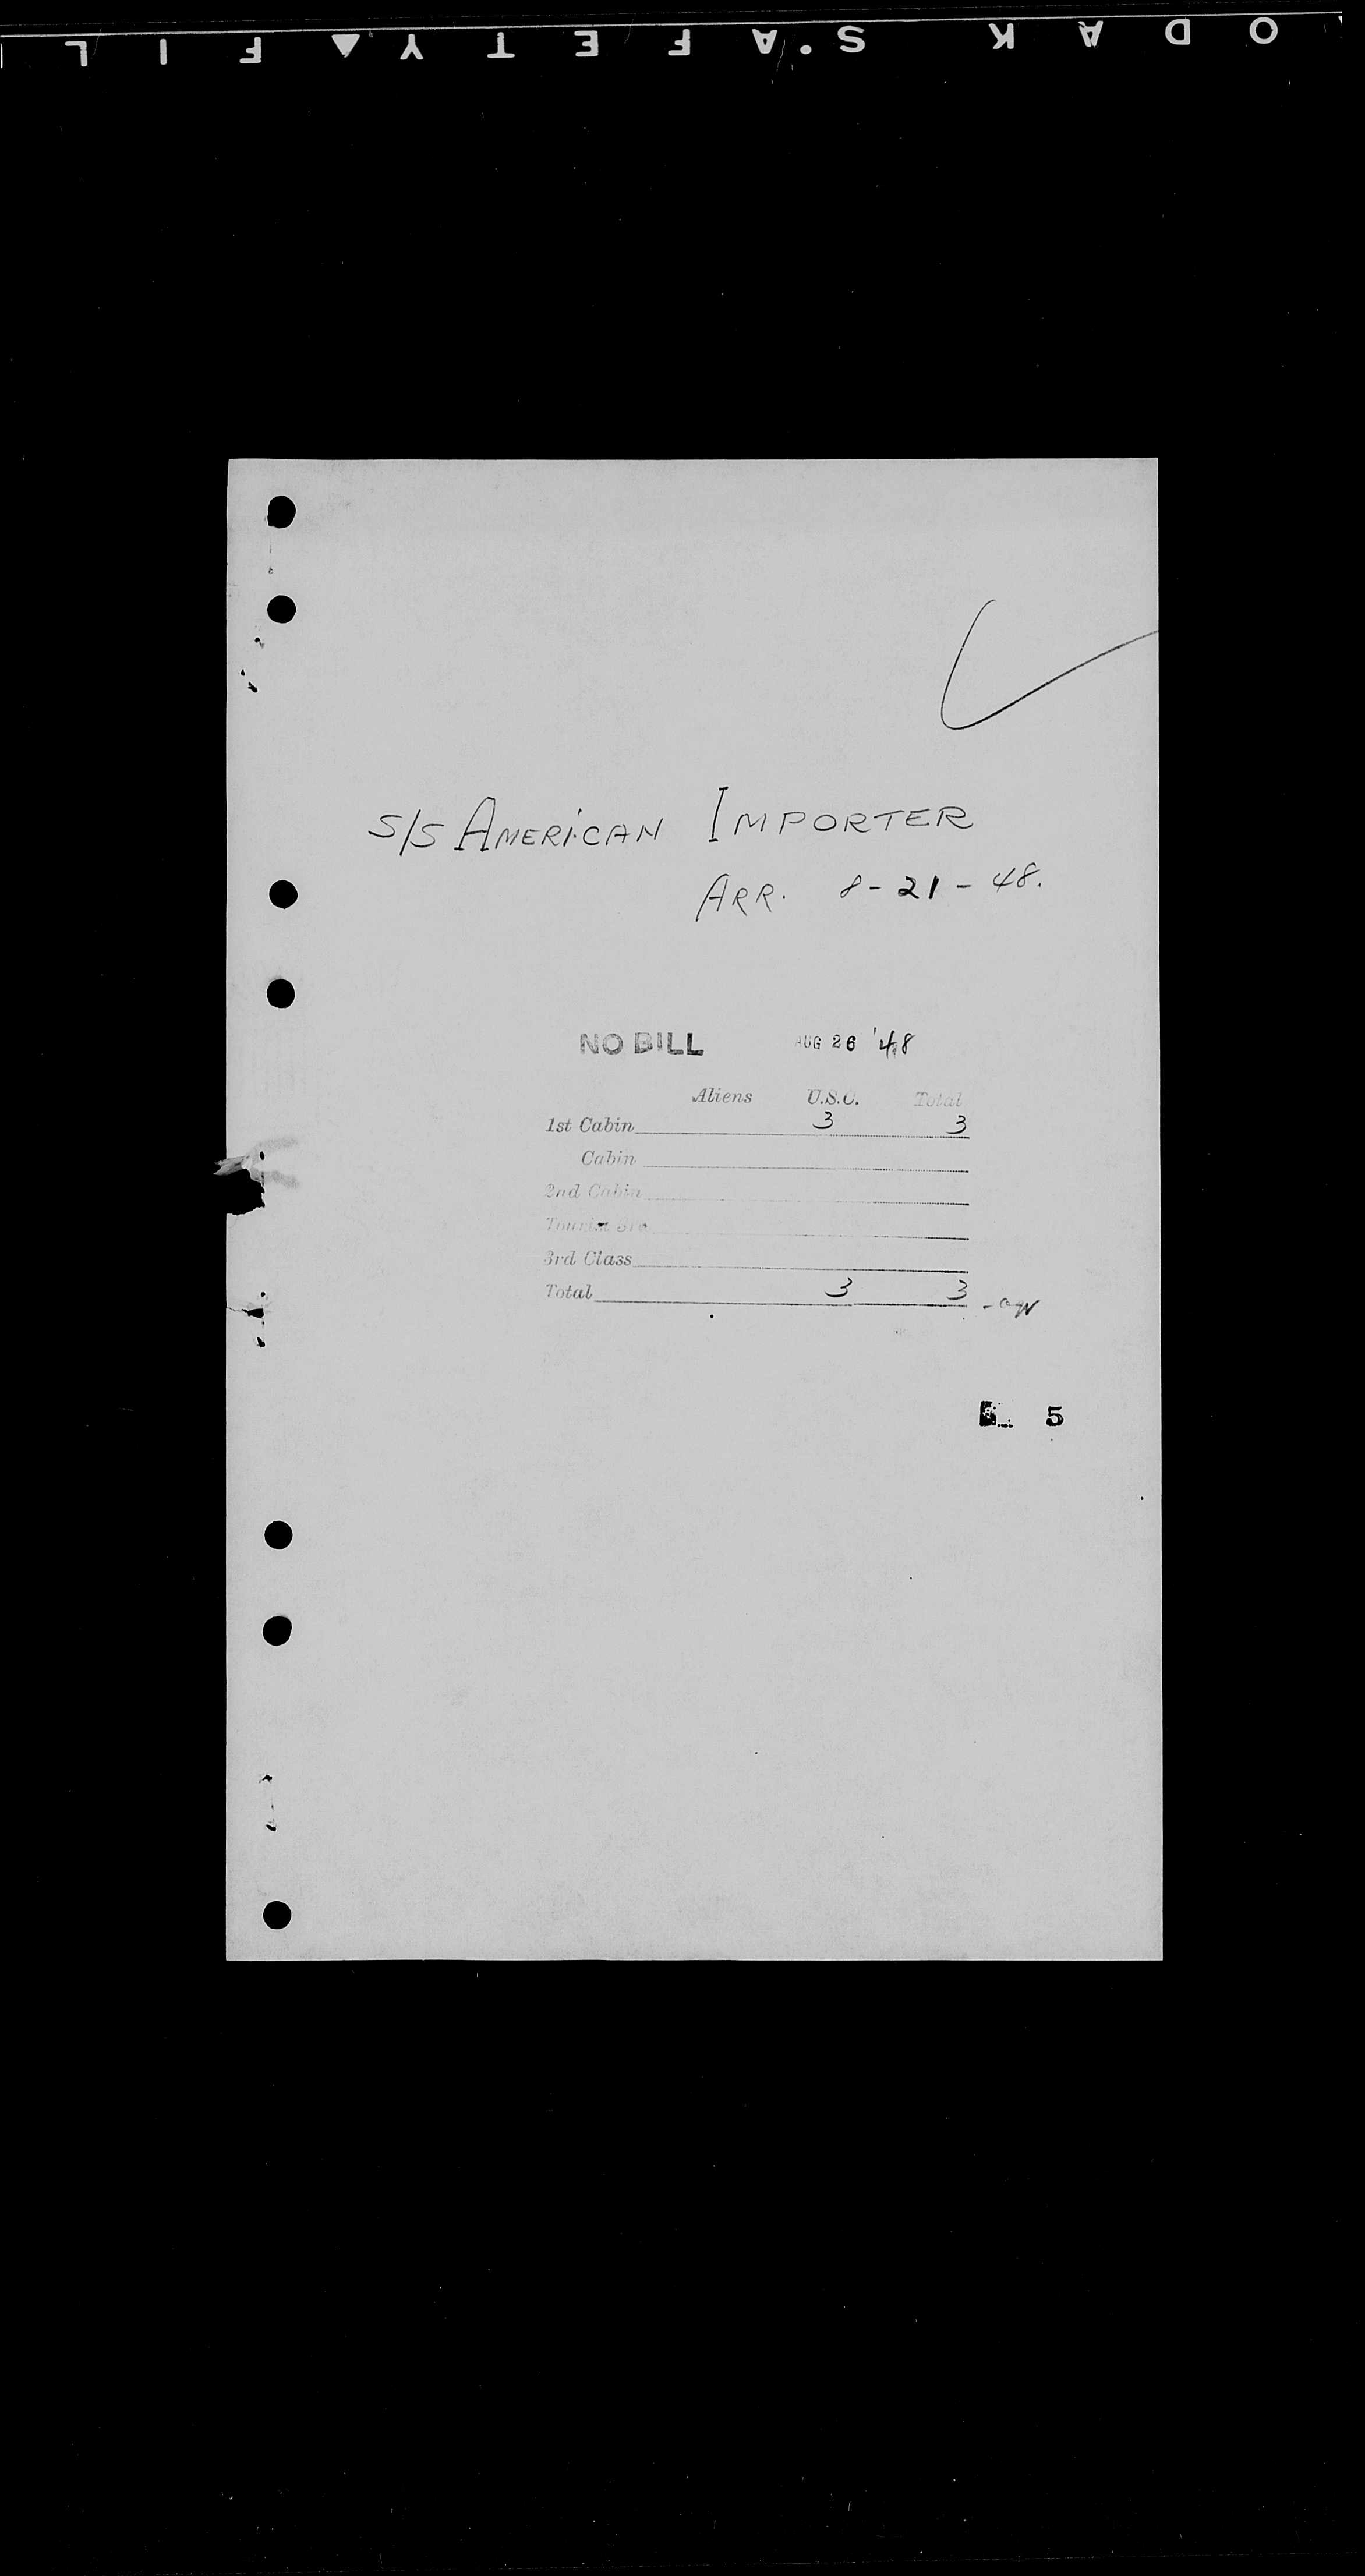 KODAK SAFETY FILM
S/S AMERICAN IMPORTER
ARR. 8-21-48.
NO BILL AUG 26 '48
Aliens U.S.C. Total
1st Cabin 3 3
Cabin
2nd Cabin
Tourist
3rd Class
Total 3 3
5